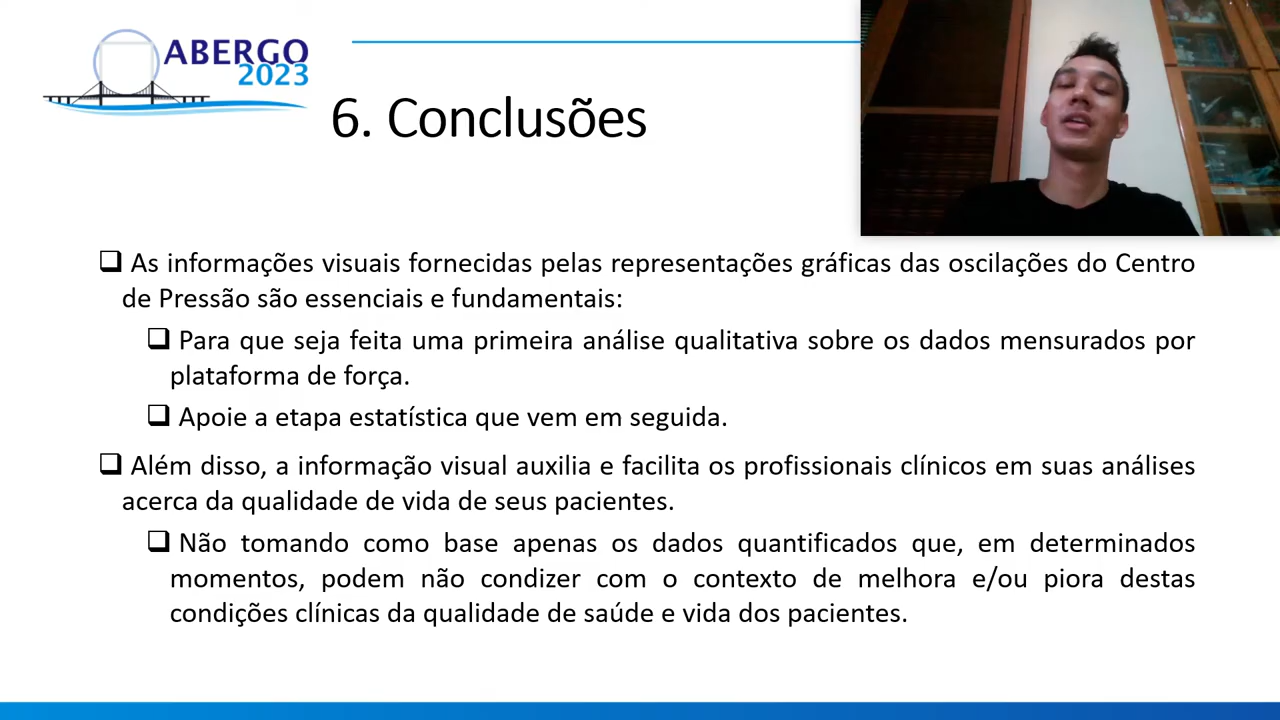 ABERGO
2023
6. Conclusões
❑ As informações visuais fornecidas pelas representações gráficas das oscilações do Centro
de Pressão são essenciais e fundamentais:
❑ Para que seja feita uma primeira análise qualitativa sobre os dados mensurados por
plataforma de força.
❑ Apoie a etapa estatística que vem em seguida.
❑ Além disso, a informação visual auxilia e facilita os profissionais clínicos em suas análises
acerca da qualidade de vida de seus pacientes.
❑ Não tomando como base apenas os dados quantificados que, em determinados
momentos, podem não condizer com o contexto de melhora e/ou piora destas
condições clínicas da qualidade de saúde e vida dos pacientes.